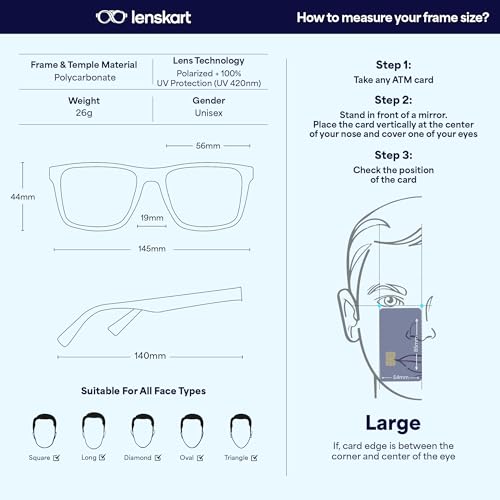 lenskart
How to measure your frame size?
Frame & Temple Material
Polycarbonate
Lens Technology
Polarized + 100%
UV Protection (UV 420nm)
Weight
26g
Gender
Unisex
56mm
44mm
19mm
145mm
140mm
Suitable For All Face Types
Square
Long
Diamond
Oval
Triangle
Step 1:
Take any ATM card
Step 2:
Stand in front of a mirror.
Place the card vertically at the center
of your nose and cover one of your eyes
Step 3:
Check the position
of the card
54mm
Large
If, card edge is between the
corner and center of the eye